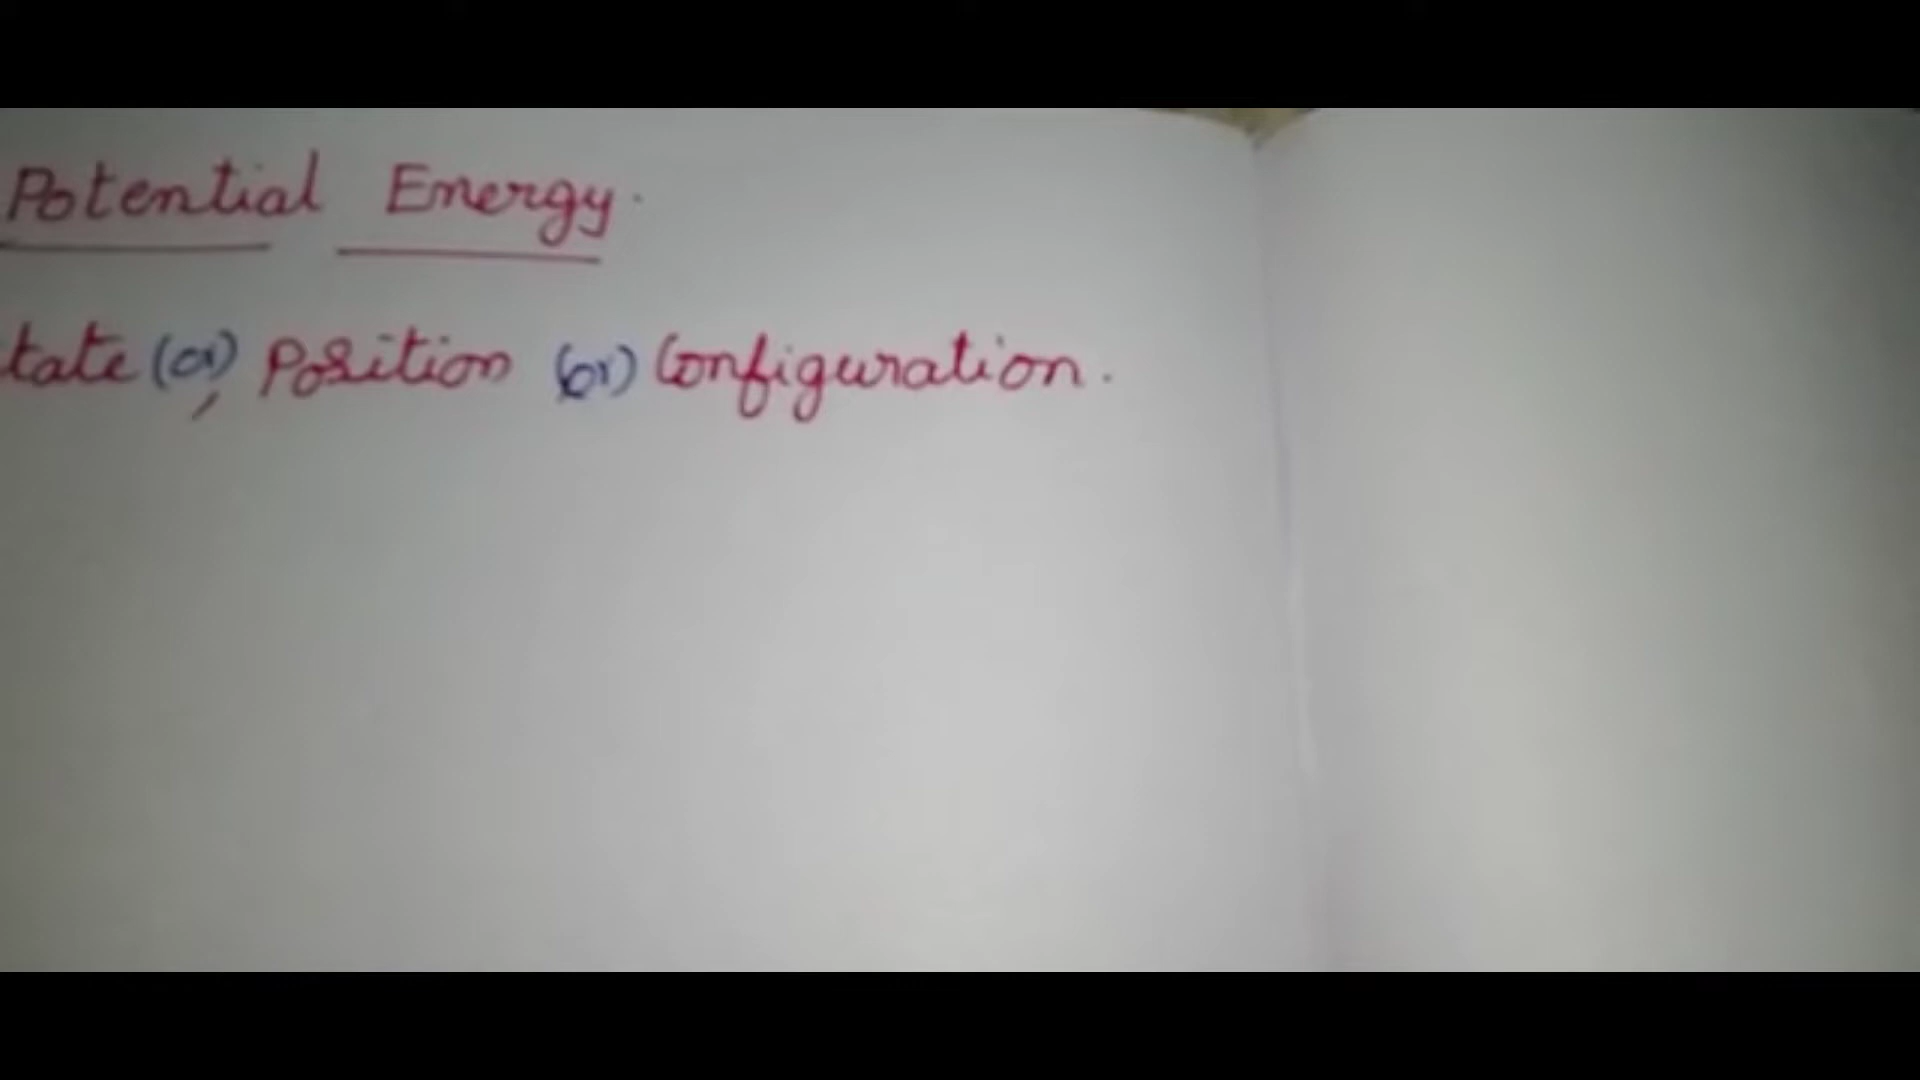 Potential Energy.
tate (or), Position (or) Configuration.